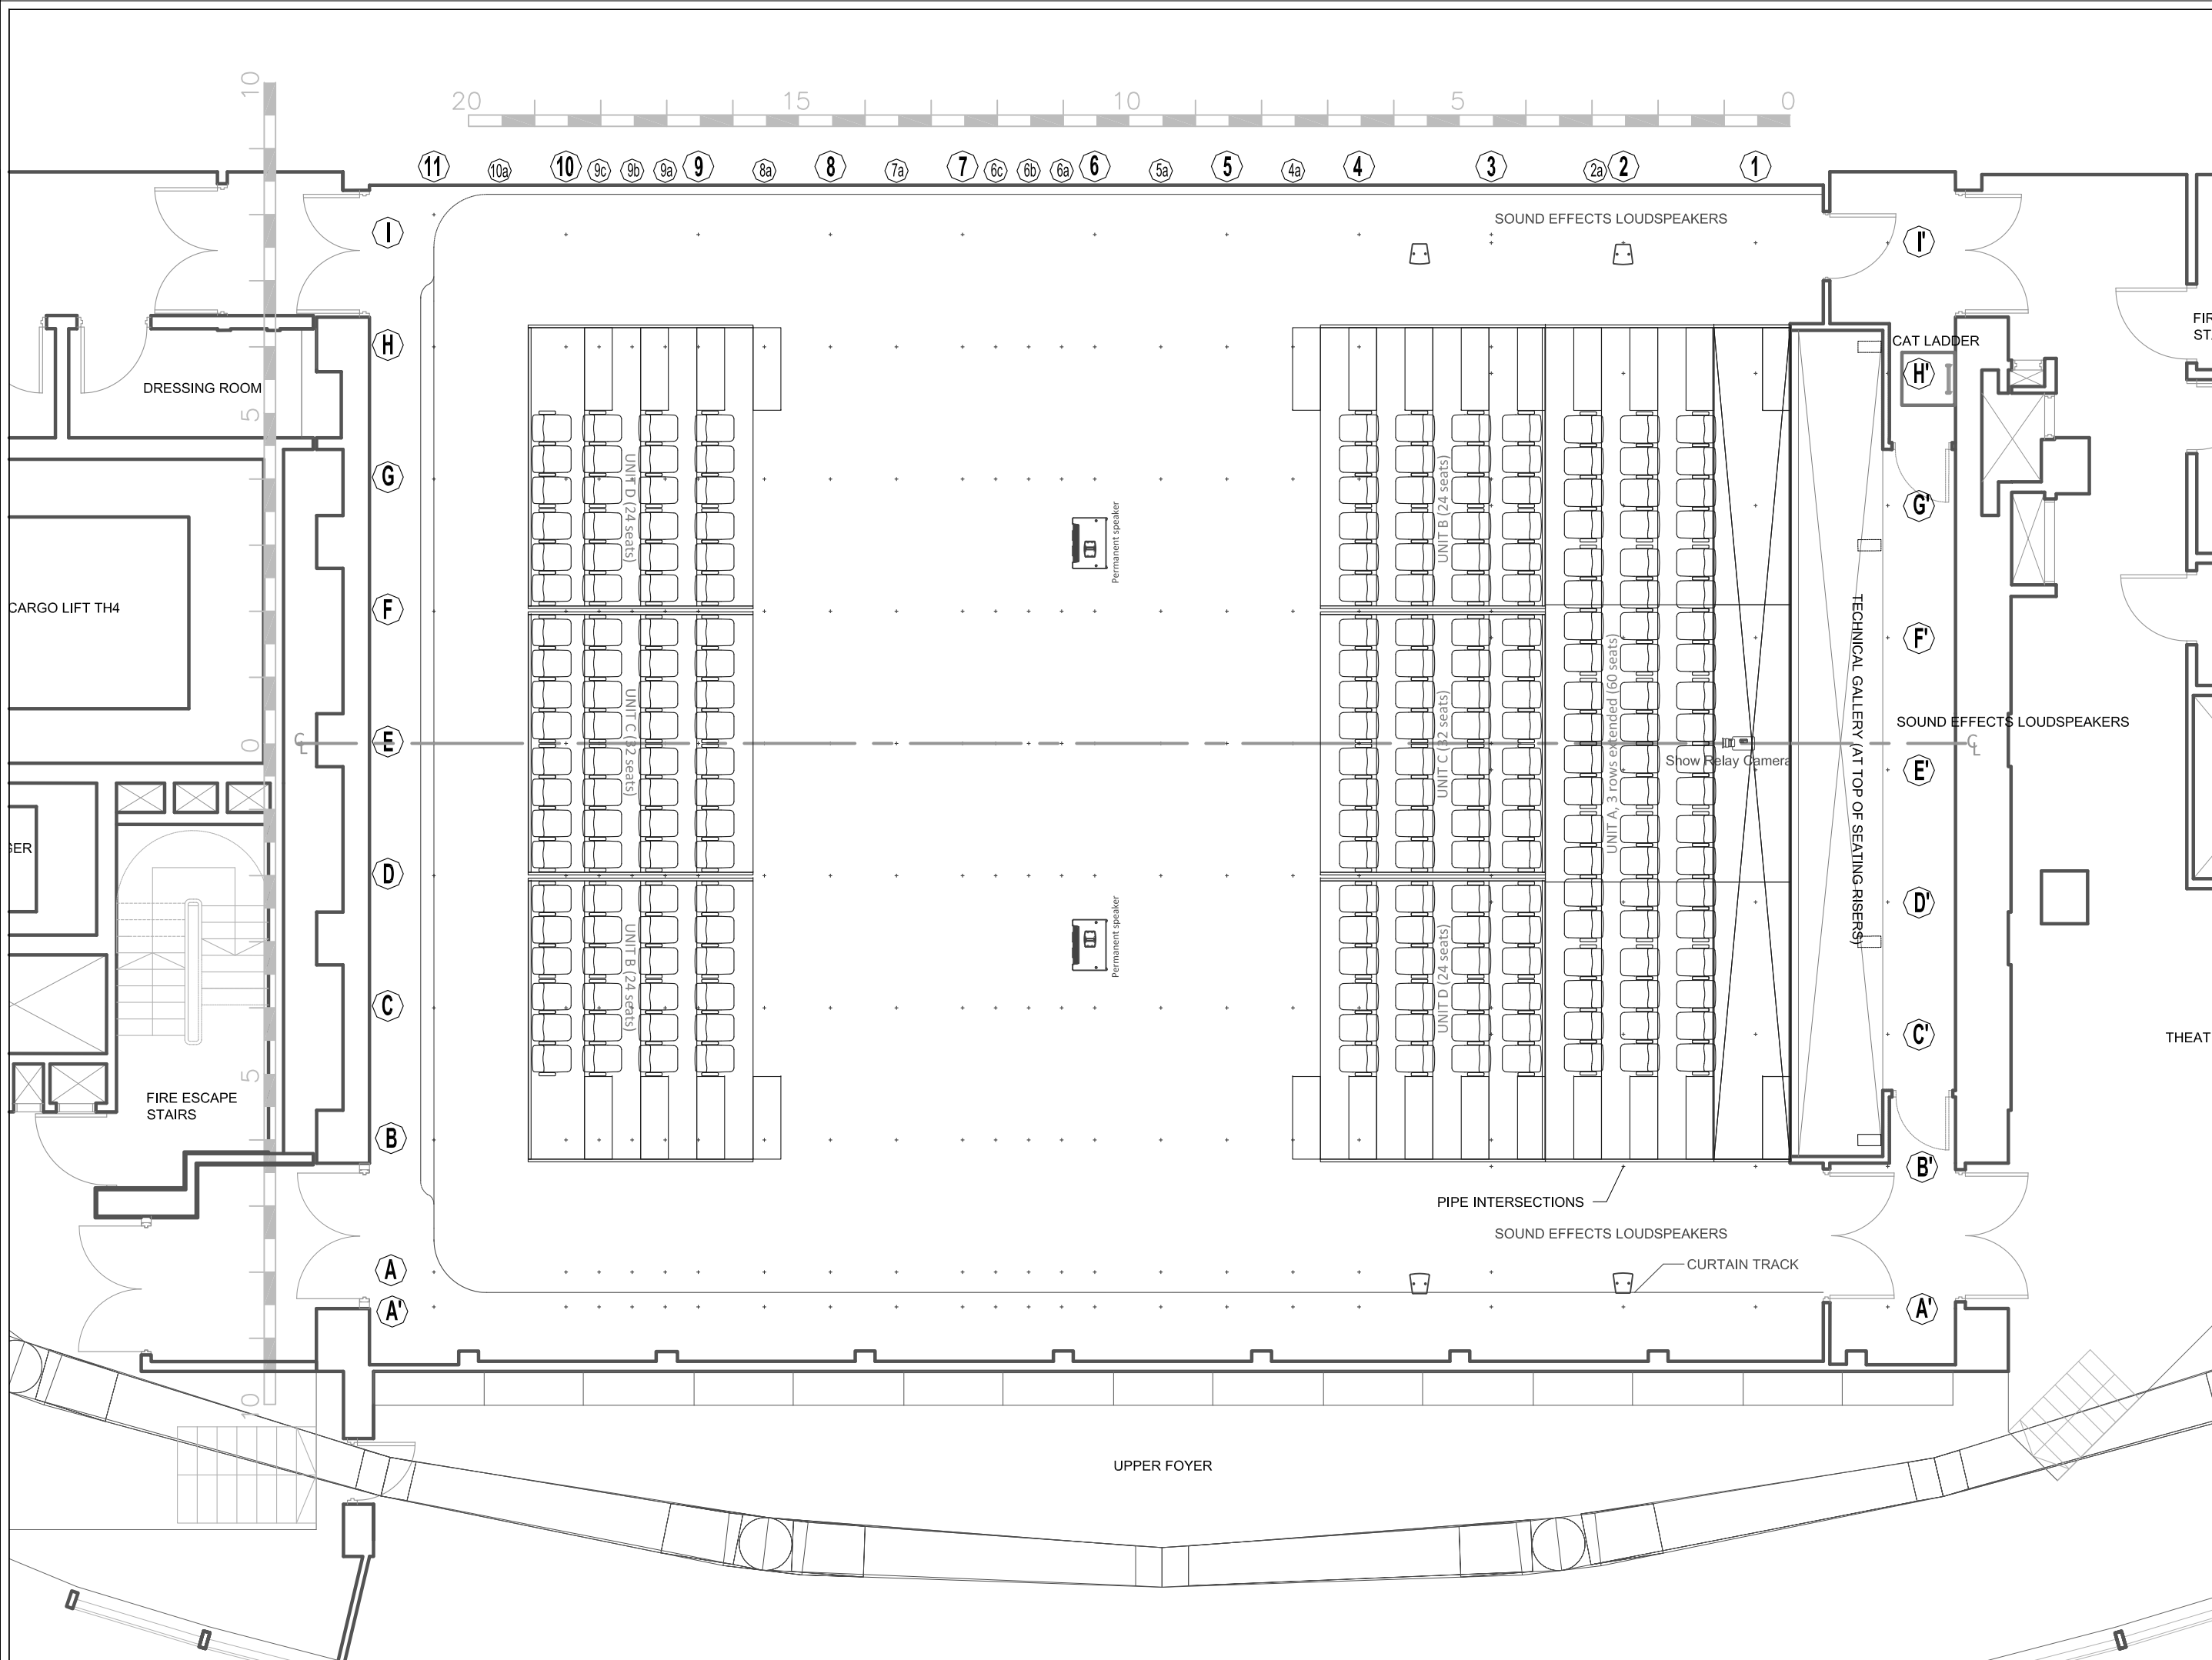 10
20
15
10
5
0
11
10a
10
9c
9b
9a
9
8a
8
7a
7
6c
6b
6a
6
5a
5
4a
4
3
2a
2
1
SOUND EFFECTS LOUDSPEAKERS
I
I'
H
CAT LADDER
H'
DRESSING ROOM
5
G
G'
UNIT D (24 seats)
Permanent speaker
UNIT B (24 seats)
CARGO LIFT TH4
F
F'
TECHNICAL GALLERY (AT TOP OF SEATING RISERS)
SOUND EFFECTS LOUDSPEAKERS
0
CL
E
UNIT C (32 seats)
UNIT C (32 seats)
UNIT A, 3 rows extended (60 seats)
Show Relay Camera
CL
E'
D
D'
UNIT B (24 seats)
Permanent speaker
UNIT D (24 seats)
C
C'
5
FIRE ESCAPE
STAIRS
B
B'
PIPE INTERSECTIONS
SOUND EFFECTS LOUDSPEAKERS
CURTAIN TRACK
A
A'
A'
10
UPPER FOYER